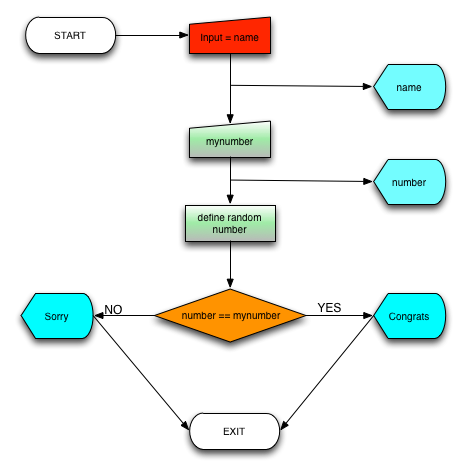 START
Input = name
name
mynumber
number
define random
number
NO
YES
Sorry
number == mynumber
Congrats
EXIT